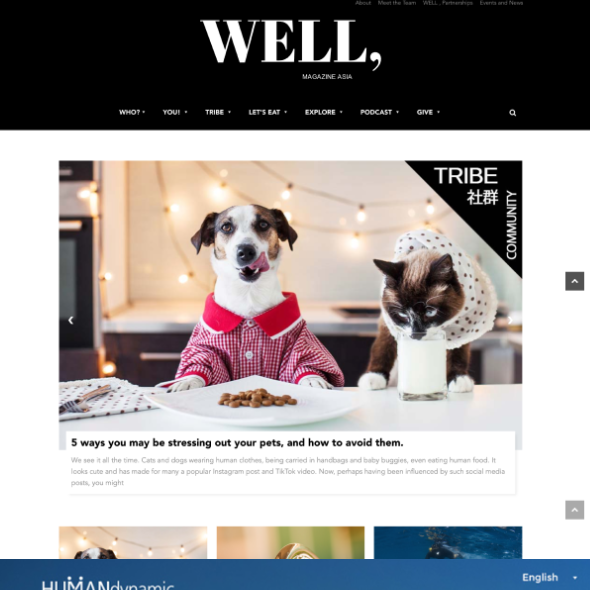 About Meet the Team WELL , Partnerships Events and News
WELL,
MAGAZINE ASIA
WHO? YOU! TRIBE LET'S EAT EXPLORE PODCAST GIVE
TRIBE
社群
COMMUNITY
5 ways you may be stressing out your pets, and how to avoid them.
We see it all the time. Cats and dogs wearing human clothes, being carried in handbags and baby buggies, even eating human food. It
looks cute and has made for many a popular Instagram post and TikTok video. Now, perhaps having been influenced by such social media
posts, you might
English
HUMANdynamic